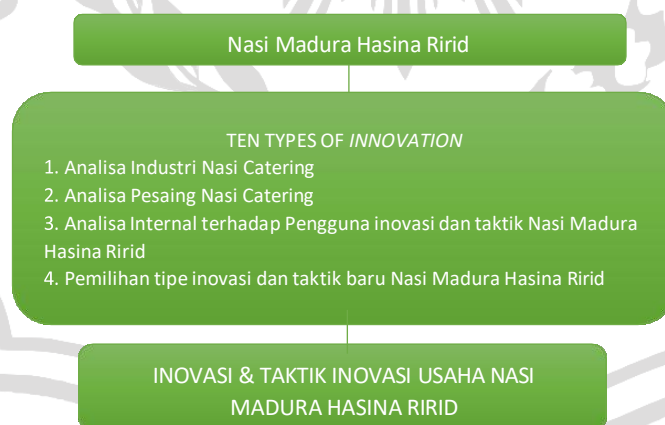 Nasi Madura Hasina Ririd
TEN TYPES OF INNOVATION
1. Analisa Industri Nasi Catering
2. Analisa Pesaing Nasi Catering
3. Analisa Internal terhadap Pengguna inovasi dan taktik Nasi Madura
Hasina Ririd
4. Pemilihan tipe inovasi dan taktik baru Nasi Madura Hasina Ririd
INOVASI & TAKTIK INOVASI USAHA NASI
MADURA HASINA RIRID